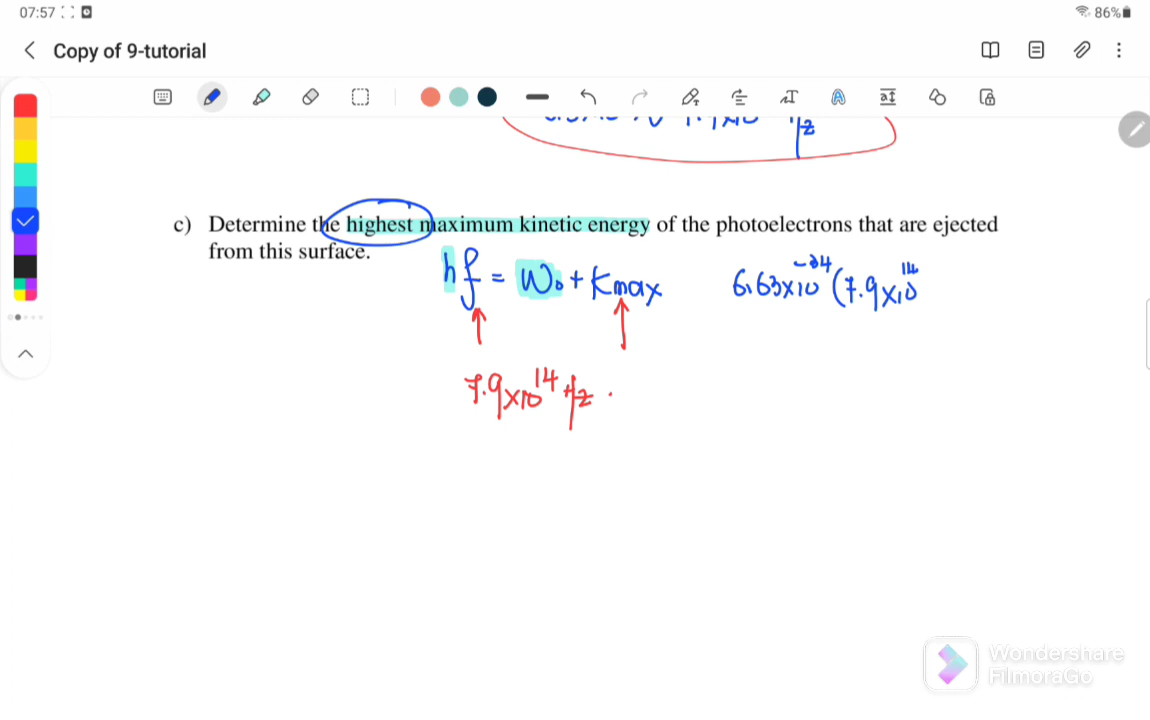 07:57
86%
Copy of 9-tutorial
c) Determine the highest maximum kinetic energy of the photoelectrons that are ejected
from this surface.
hf = W₀ + Kmax 6.63x10⁻³⁴(7.9x10¹⁴
7.9x10¹⁴ Hz.
Wondershare
FilmoraGo